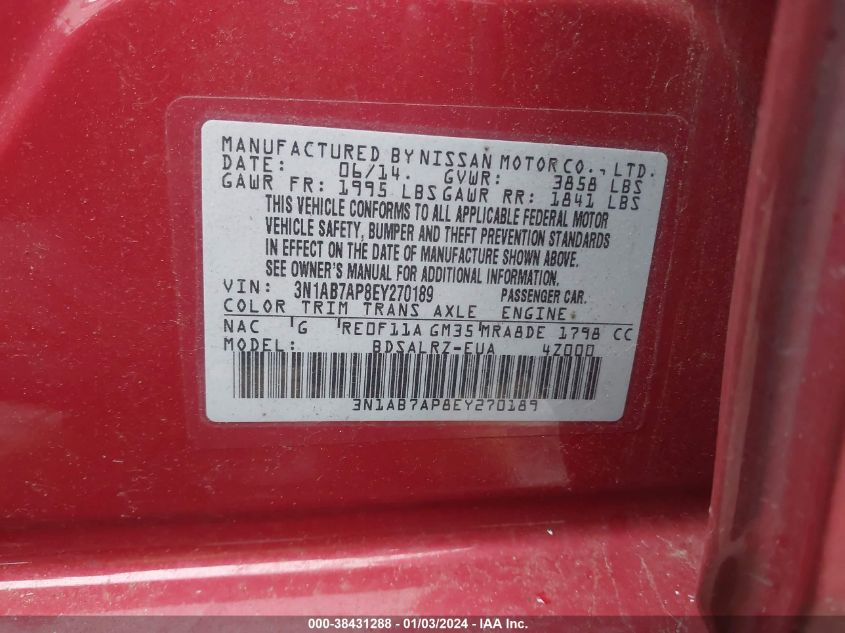 MANUFACTURED BY NISSAN MOTOR CO., LTD.
DATE: 06/14. GVWR: 3858 LBS
GAWR FR: 1995 LBS GAWR RR: 1841 LBS
THIS VEHICLE CONFORMS TO ALL APPLICABLE FEDERAL MOTOR
VEHICLE SAFETY, BUMPER AND THEFT PREVENTION STANDARDS
IN EFFECT ON THE DATE OF MANUFACTURE SHOWN ABOVE.
SEE OWNER'S MANUAL FOR ADDITIONAL INFORMATION.
VIN: 3N1AB7AP8EY270189 PASSENGER CAR.
COLOR TRIM TRANS AXLE ENGINE
NAC G RE0F11A GM35 MRA8DE 1798 CC
MODEL: BDSALRZ-EUA 4Z000
3N1AB7AP8EY270189
000-38431288 - 01/03/2024 - EIA Inc.